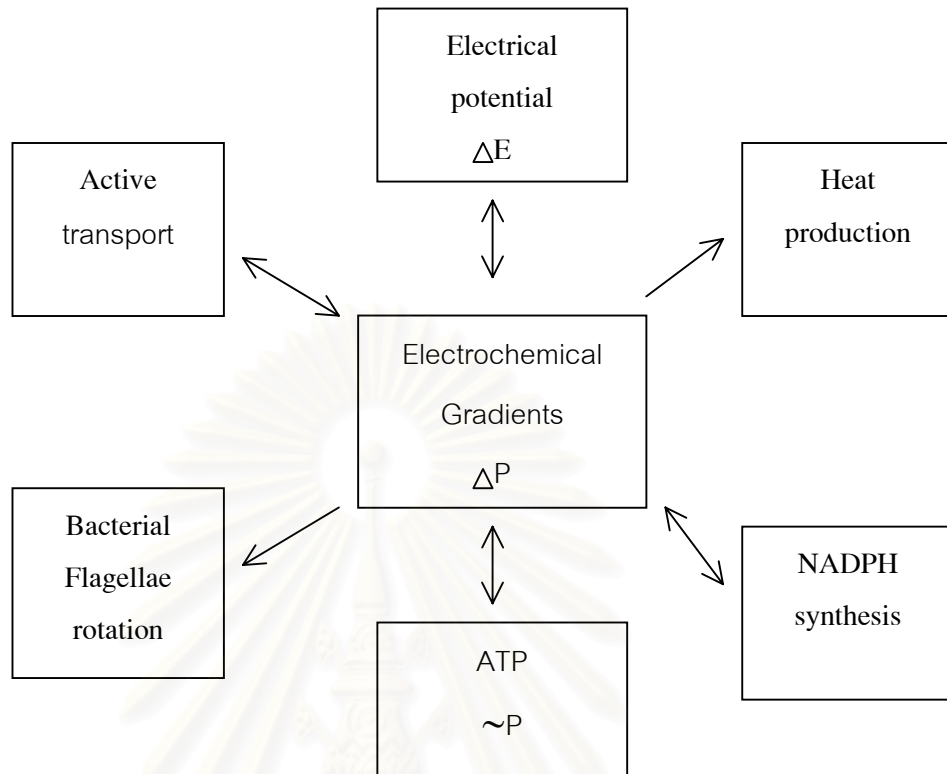 Electrical
potential
△E
Active
transport
Heat
production
Electrochemical
Gradients
△P
Bacterial
Flagellae
rotation
NADPH
synthesis
ATP
~P